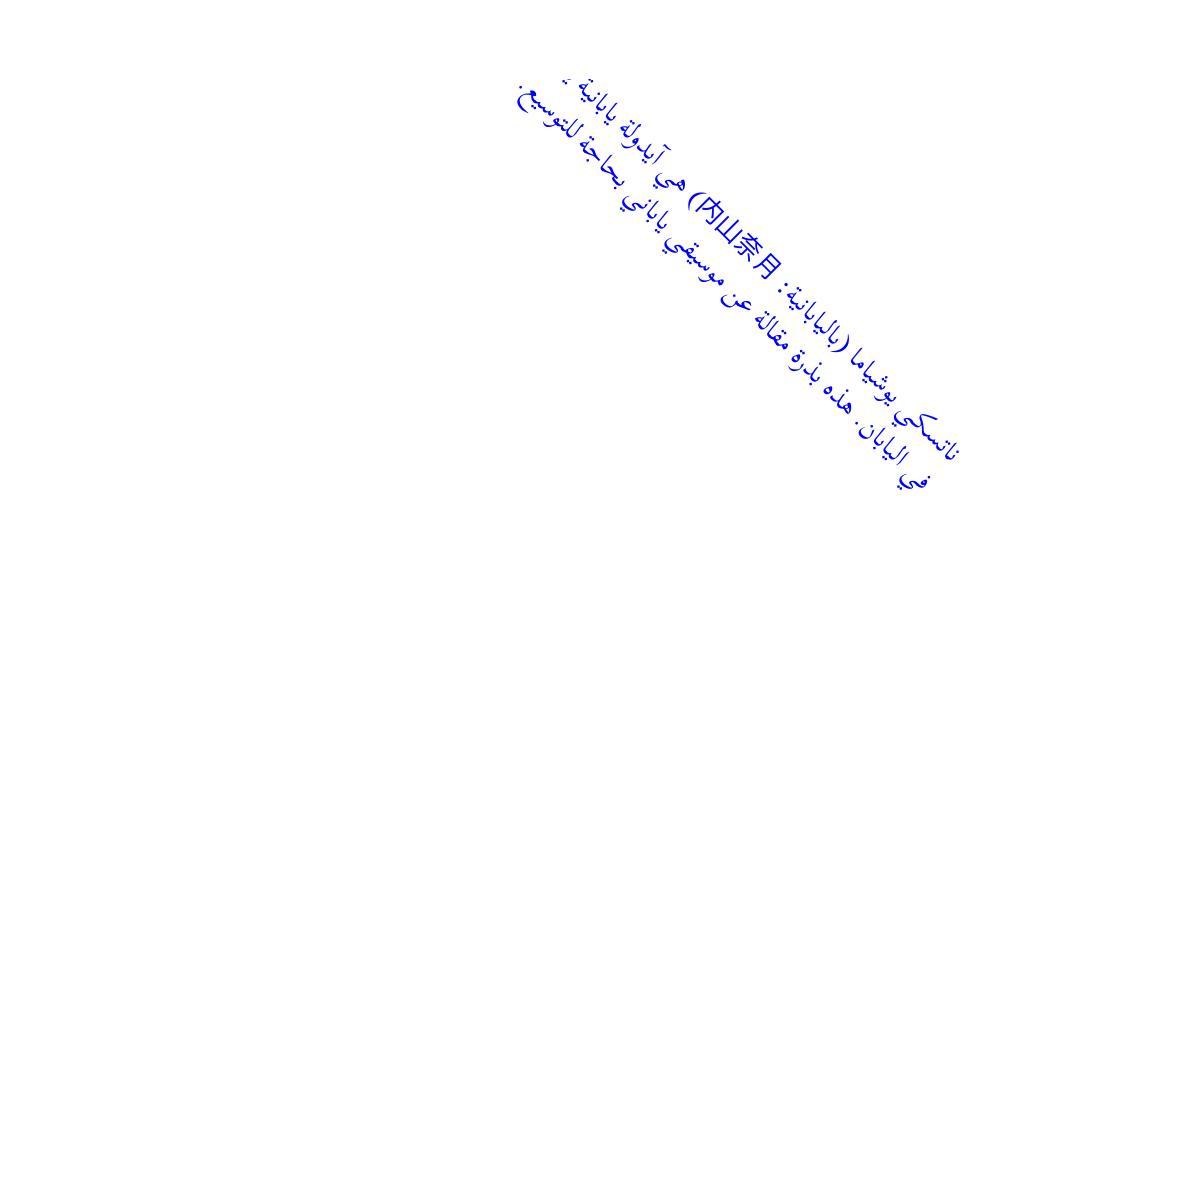 ناتسكي يوشياما (باليابانية: 内山奈月) هي آيدولة يابانية
في اليابان. هذه بذرة مقالة عن موسيقي ياباني بحاجة للتوسيع.